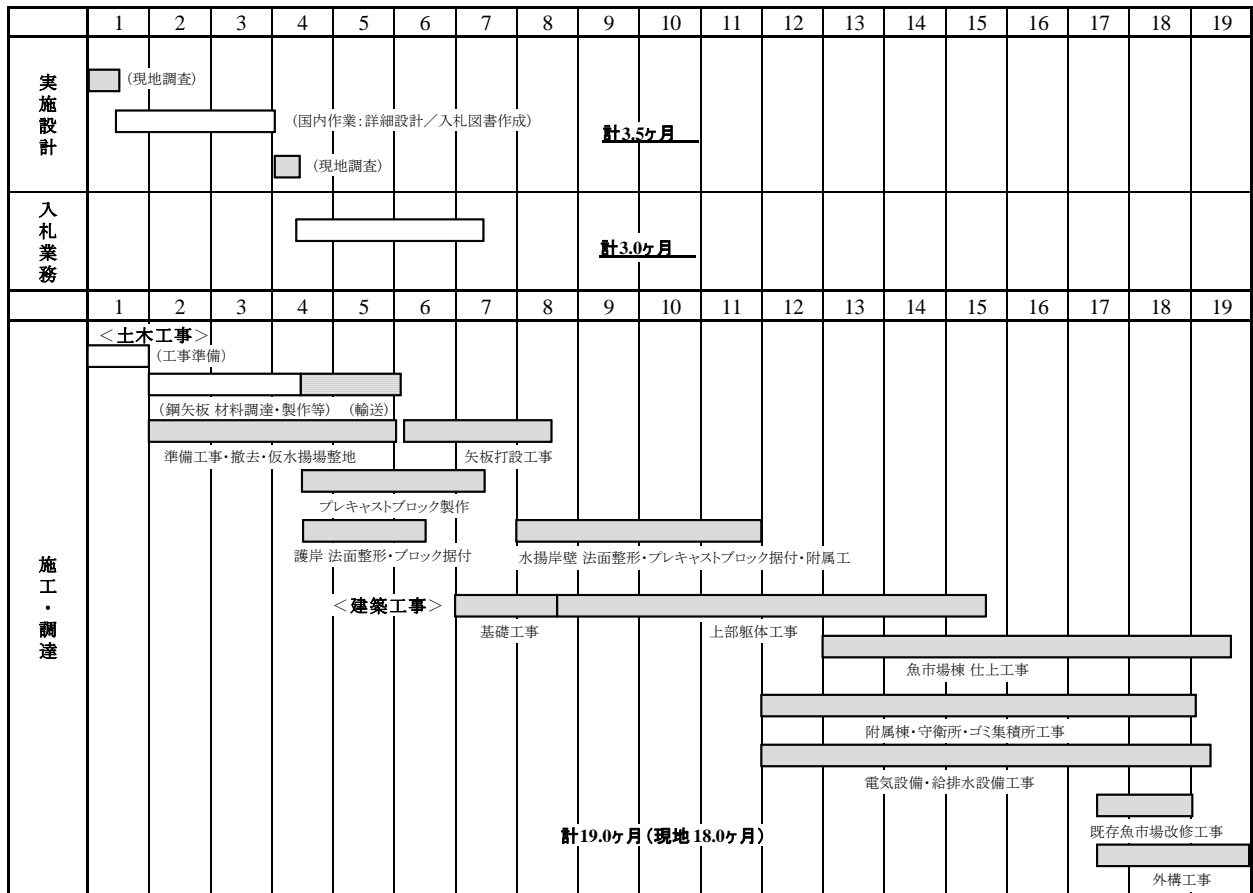 1 2 3 4 5 6 7 8 9 10 11 12 13 14 15 16 17 18 19
実施設計
(現地調査)
(国内作業:詳細設計/入札図書作成)
計3.5ヶ月
(現地調査)
入札業務
計3.0ヶ月
1 2 3 4 5 6 7 8 9 10 11 12 13 14 15 16 17 18 19
施工・調達
<土木工事>
(工事準備)
(鋼矢板 材料調達・製作等) (輸送)
準備工事・撤去・仮水揚場整地 矢板打設工事
プレキャストブロック製作
護岸 法面整形・ブロック据付 水揚岸壁 法面整形・プレキャストブロック据付・附属工
<建築工事>
基礎工事 上部躯体工事
魚市場棟 仕上工事
附属棟・守衛所・ゴミ集積所工事
電気設備・給排水設備工事
既存魚市場改修工事
計19.0ヶ月(現地 18.0ヶ月)
外構工事